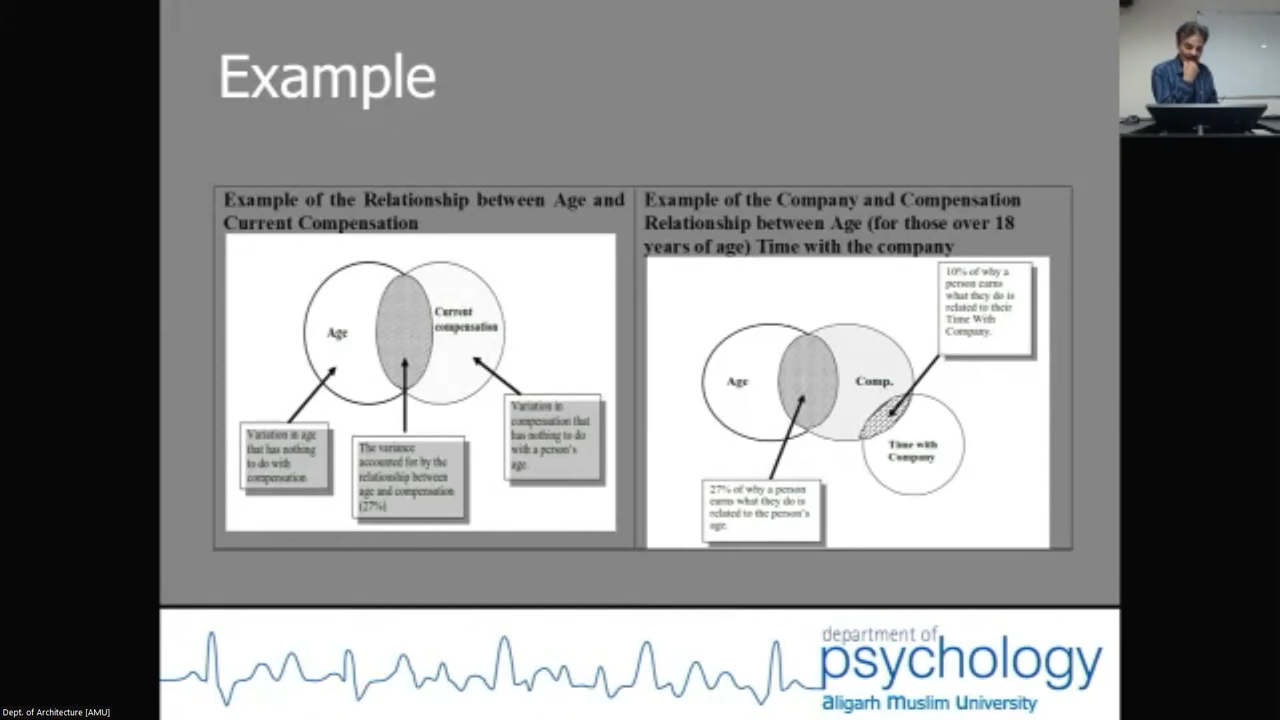 Example
Example of the Relationship between Age and
Current Compensation
Age
Current
compensation
Variation in age
that has nothing
to do with
compensation
The variance
accounted for by the
relationship between
age and compensation
(27%)
Variation in
compensation that
has nothing to do
with a person's
age.
Example of the Company and Compensation
Relationship between Age (for those over 18
years of age) Time with the company
10% of why a
person earns
what they do is
related to their
Time With
Company.
Age
Comp.
Time with
Company
27% of why a person
earns what they do is
related to the person's
age.
department of
psychology
aligarh muslim university
Dept. of Architecture [AMU]